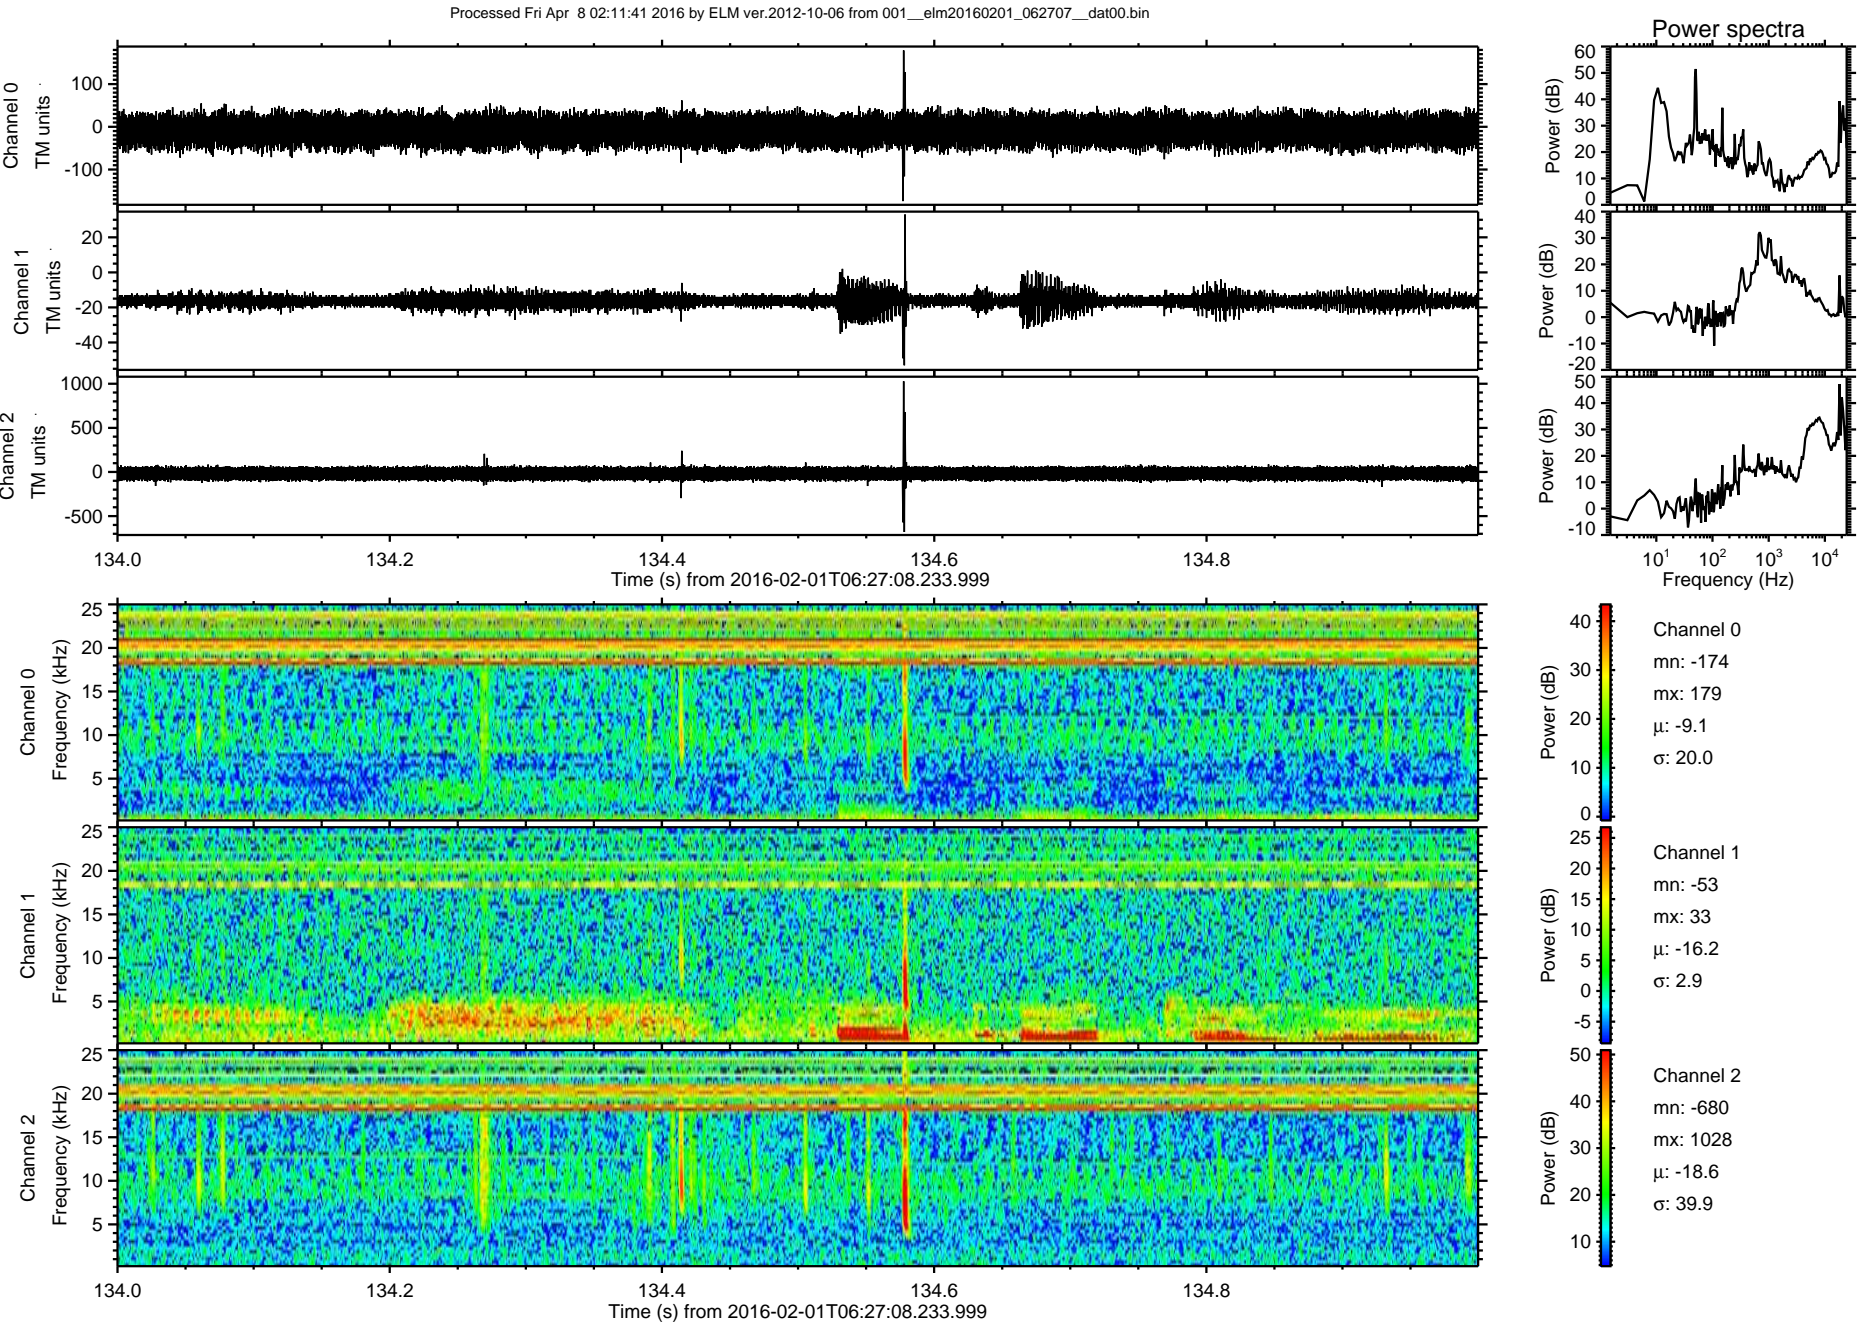 Processed Fri Apr  8 02:11:41 2016 by ELM ver.2012-10-06 from 001__elm20160201_062707__dat00.bin
Power spectra
Channel 0
TM units
100
0
-100
Power (dB)
60
50
40
30
20
10
0
Channel 1
TM units
20
0
-20
-40
Power (dB)
40
30
20
10
0
-10
-20
Channel 2
TM units
1000
500
0
-500
Power (dB)
50
40
30
20
10
0
-10
134.0 134.2 134.4 134.6 134.8
Time (s) from 2016-02-01T06:27:08.233.999
10^1 10^2 10^3 10^4
Frequency (Hz)
Channel 0
Frequency (kHz)
25
20
15
10
5
Power (dB)
40
30
20
10
0
Channel 0
mn: -174
mx: 179
μ: -9.1
σ: 20.0
Channel 1
Frequency (kHz)
25
20
15
10
5
Power (dB)
25
20
15
10
5
0
-5
Channel 1
mn: -53
mx: 33
μ: -16.2
σ: 2.9
Channel 2
Frequency (kHz)
25
20
15
10
5
Power (dB)
50
40
30
20
10
Channel 2
mn: -680
mx: 1028
μ: -18.6
σ: 39.9
134.0 134.2 134.4 134.6 134.8
Time (s) from 2016-02-01T06:27:08.233.999